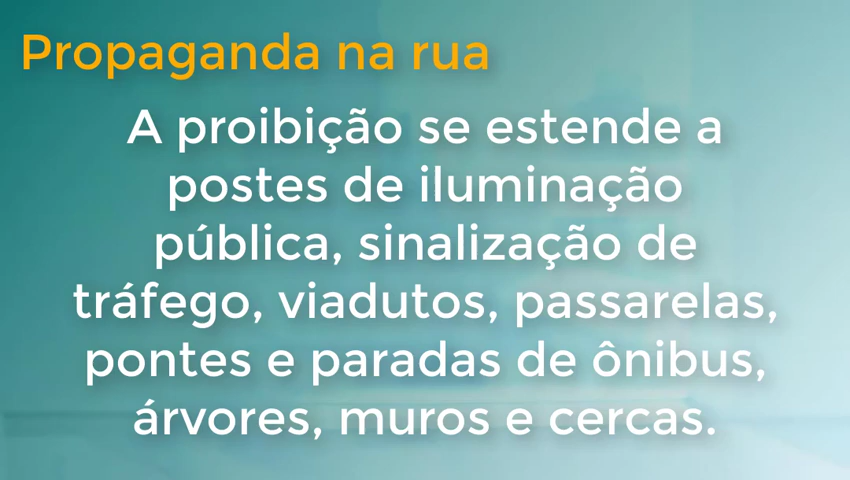 Propaganda na rua
A proibição se estende a
postes de iluminação
pública, sinalização de
tráfego, viadutos, passarelas,
pontes e paradas de ônibus,
árvores, muros e cercas.